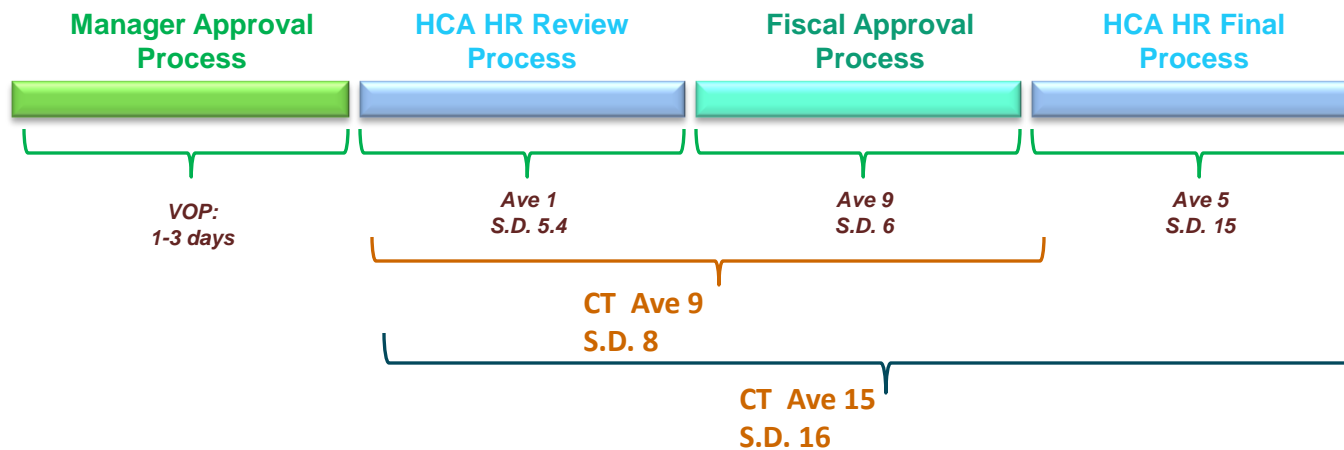 Manager Approval
Process
HCA HR Review
Process
Fiscal Approval
Process
HCA HR Final
Process
VOP:
1-3 days
Ave 1
S.D. 5.4
Ave 9
S.D. 6
Ave 5
S.D. 15
CT Ave 9
S.D. 8
CT Ave 15
S.D. 16